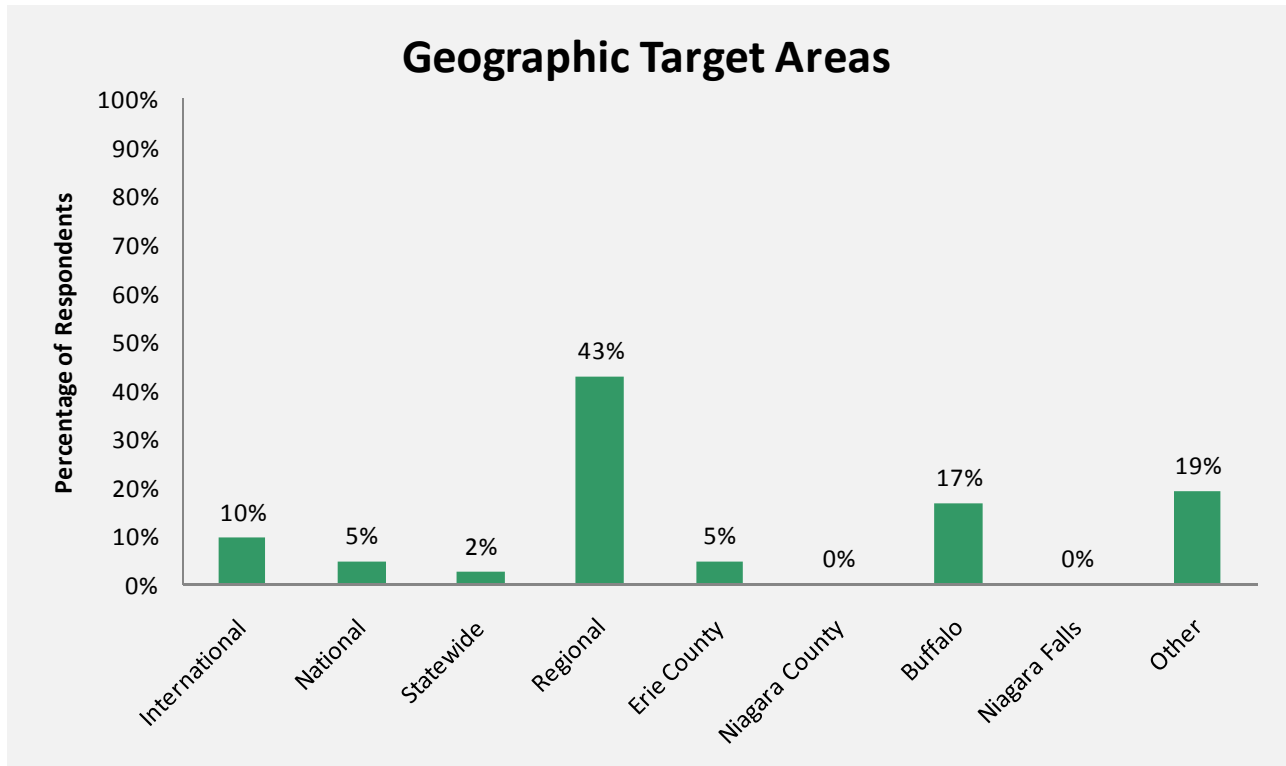 Geographic Target Areas
Percentage of Respondents
100%
90%
80%
70%
60%
50%
40%
30%
20%
10%
0%
10%
5%
2%
43%
5%
0%
17%
0%
19%
International
National
Statewide
Regional
Erie County
Niagara County
Buffalo
Niagara Falls
Other